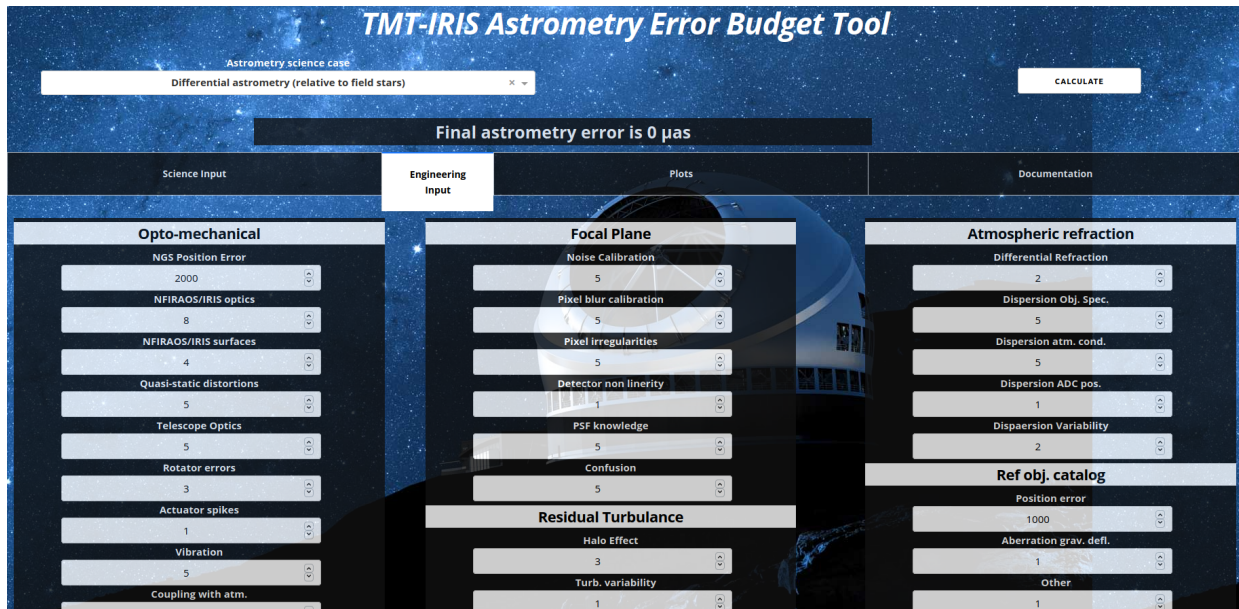 TMT-IRIS Astrometry Error Budget Tool
Astrometry science case
Differential astrometry (relative to field stars)
×
CALCULATE
Final astrometry error is 0 μas
Science Input
Engineering
Input
Plots
Documentation
Opto-mechanical
NGS Position Error
2000
NFIRAOS/IRIS optics
8
NFIRAOS/IRIS surfaces
4
Quasi-static distortions
5
Telescope Optics
5
Rotator errors
3
Actuator spikes
1
Vibration
5
Coupling with atm.
Focal Plane
Noise Calibration
5
Pixel blur calibration
5
Pixel irregularities
5
Detector non linerity
1
PSF knowledge
5
Confusion
5
Residual Turbulance
Halo Effect
3
Turb. variability
1
Atmospheric refraction
Differential Refraction
2
Dispersion Obj. Spec.
5
Dispersion atm. cond.
5
Dispersion ADC pos.
1
Dispaersion Variability
2
Ref obj. catalog
Position error
1000
Aberration grav. defl.
1
Other
1